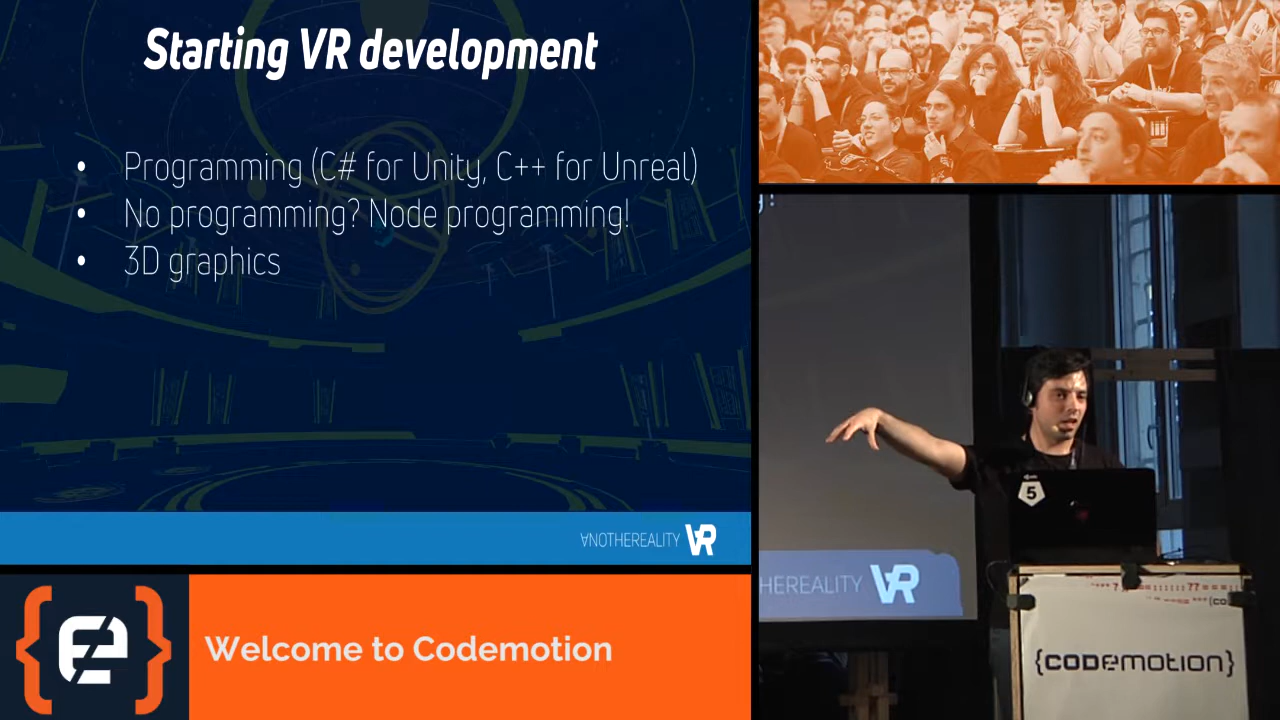 Starting VR development
• Programming (C# for Unity, C++ for Unreal)
• No programming? Node programming!
• 3D graphics
∀NOTHEREALITY VR
Welcome to Codemotion
HEREALITY VR
5
{CODEMOTION}